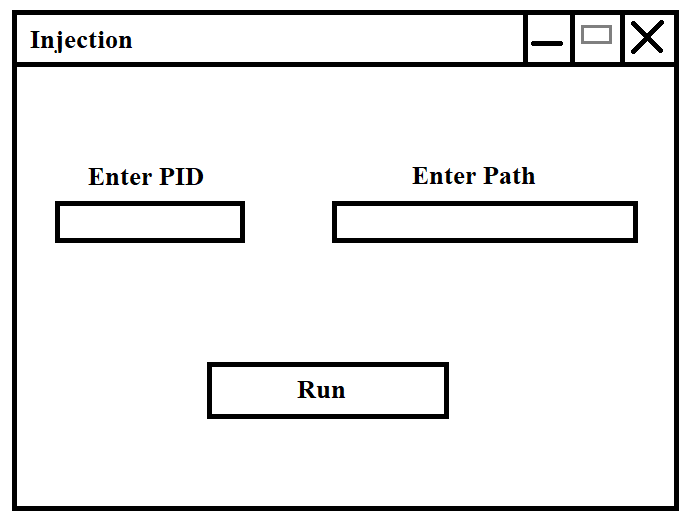 Injection
Enter PID
Enter Path
Run